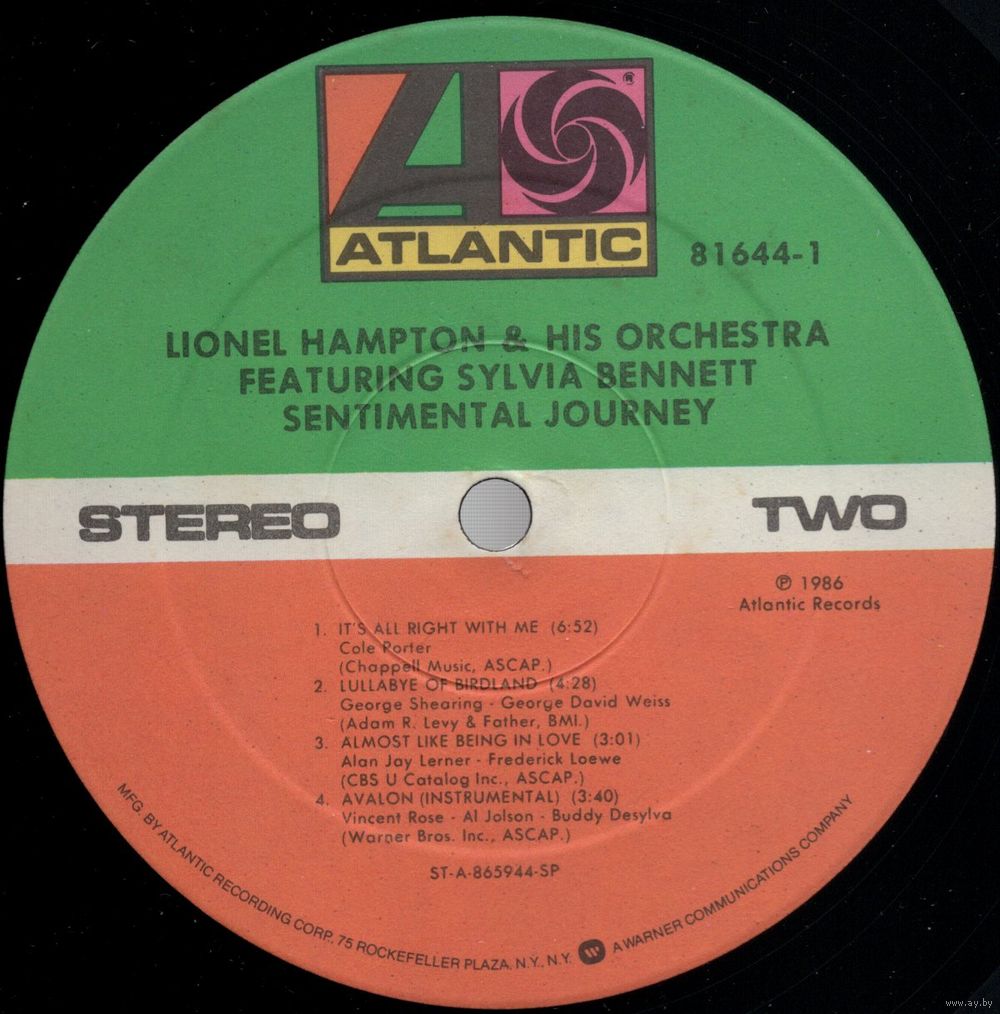 ®
ATLANTIC
81644-1
LIONEL HAMPTON & HIS ORCHESTRA
FEATURING SYLVIA BENNETT
SENTIMENTAL JOURNEY
STEREO
TWO
℗ 1986
Atlantic Records
1. IT'S ALL RIGHT WITH ME (6:52)
Cole Porter
(Chappell Music, ASCAP.)
2. LULLABYE OF BIRDLAND (4:28)
George Shearing - George David Weiss
(Adam R. Levy & Father, BMI.)
3. ALMOST LIKE BEING IN LOVE (3:01)
Alan Jay Lerner - Frederick Loewe
(CBS U Catalog Inc., ASCAP.)
4. AVALON (INSTRUMENTAL) (3:40)
Vincent Rose - Al Jolson - Buddy Desylva
(Warner Bros. Inc., ASCAP.)
ST-A-865944-SP
MFG. BY ATLANTIC RECORDING CORP., 75 ROCKEFELLER PLAZA, N.Y., N.Y. W A WARNER COMMUNICATIONS COMPANY
www.ay.by